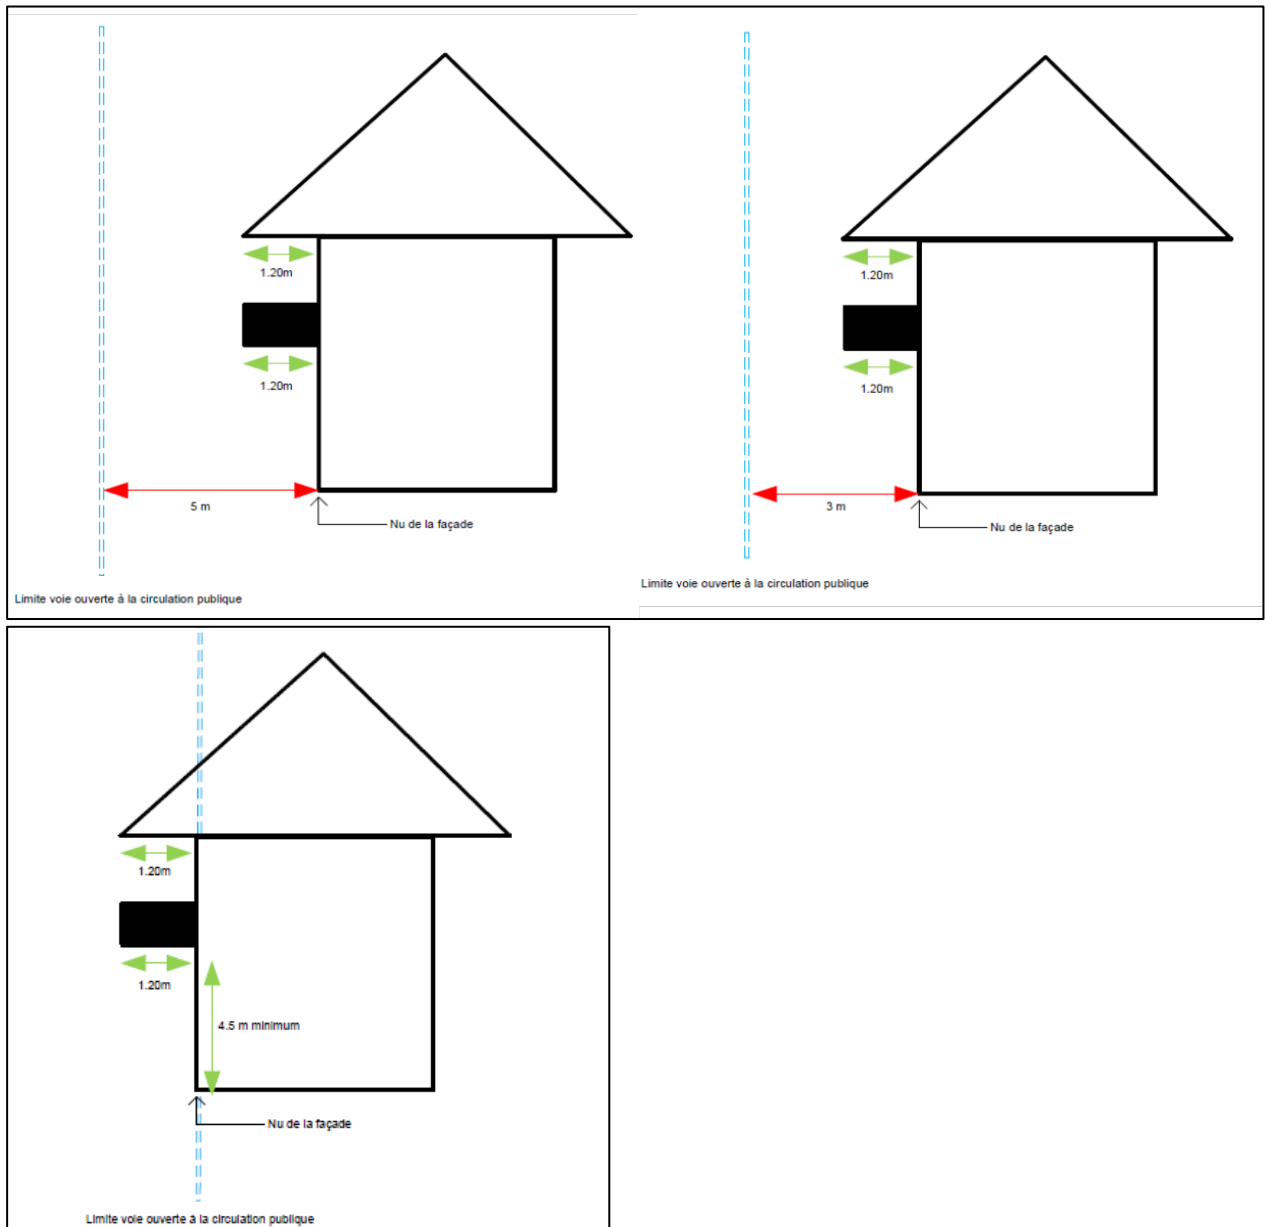 1.20m
1.20m
5 m
Nu de la façade
Limite voie ouverte à la circulation publique
1.20m
1.20m
3 m
Nu de la façade
Limite voie ouverte à la circulation publique
1.20m
1.20m
4.5 m minimum
Nu de la façade
Limite voie ouverte à la circulation publique